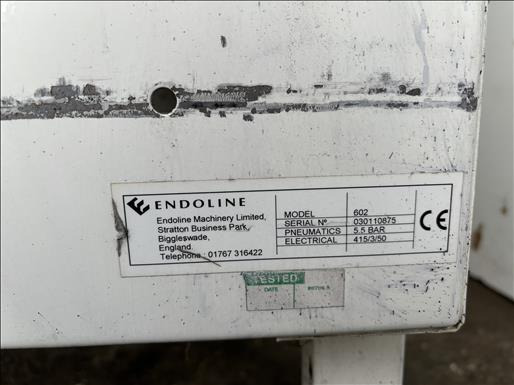 ENDOLINE
Endoline Machinery Limited,
Stratton Business Park,
Biggleswade,
England.
Telephone : 01767 316422
MODEL 602
SERIAL Nº 030110875
PNEUMATICS 5.5 BAR
ELECTRICAL 415/3/50
CE
TESTED
DATE INITIALS